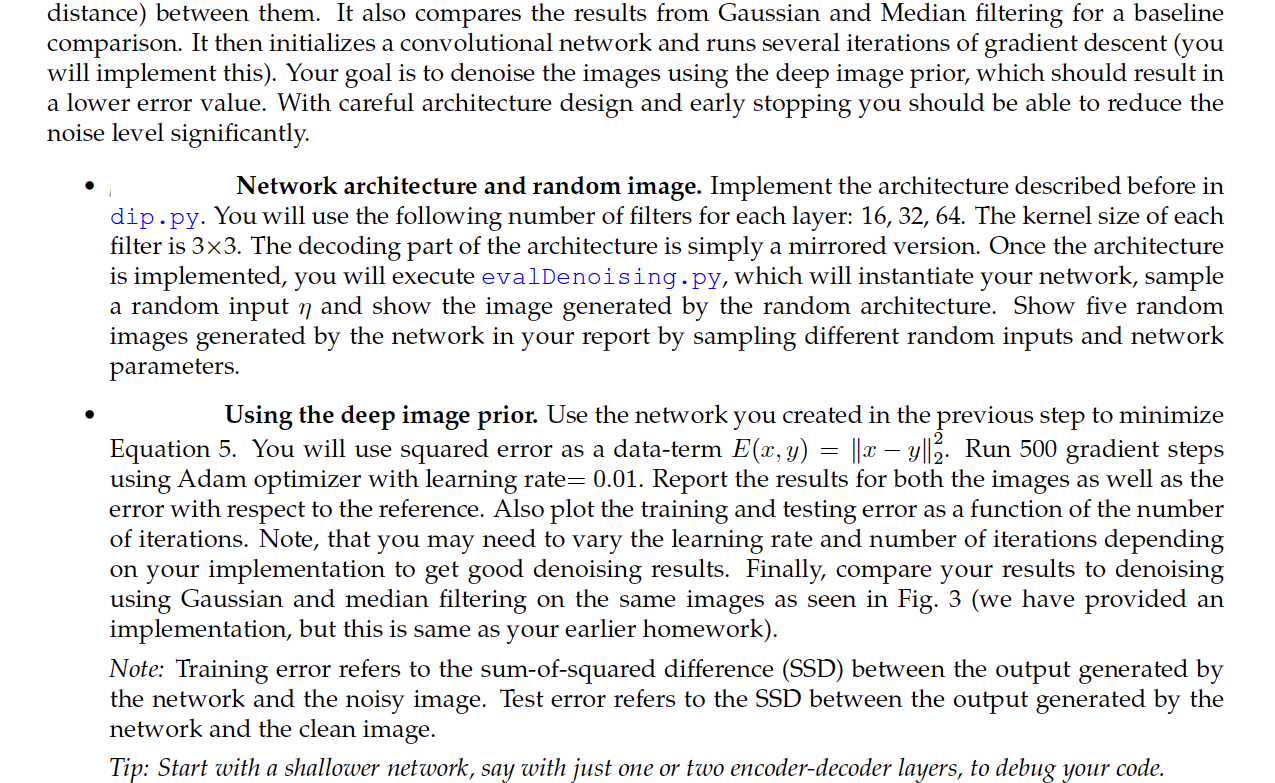 distance) between them. It also compares the results from Gaussian and Median filtering for a baseline
comparison. It then initializes a convolutional network and runs several iterations of gradient descent (you
will implement this). Your goal is to denoise the images using the deep image prior, which should result in
a lower error value. With careful architecture design and early stopping you should be able to reduce the
noise level significantly.
• Network architecture and random image. Implement the architecture described before in
dip.py. You will use the following number of filters for each layer: 16, 32, 64. The kernel size of each
filter is 3×3. The decoding part of the architecture is simply a mirrored version. Once the architecture
is implemented, you will execute evalDenoising.py, which will instantiate your network, sample
a random input η and show the image generated by the random architecture. Show five random
images generated by the network in your report by sampling different random inputs and network
parameters.
• Using the deep image prior. Use the network you created in the previous step to minimize
Equation 5. You will use squared error as a data-term E(x, y) = ‖x − y‖₂². Run 500 gradient steps
using Adam optimizer with learning rate= 0.01. Report the results for both the images as well as the
error with respect to the reference. Also plot the training and testing error as a function of the number
of iterations. Note, that you may need to vary the learning rate and number of iterations depending
on your implementation to get good denoising results. Finally, compare your results to denoising
using Gaussian and median filtering on the same images as seen in Fig. 3 (we have provided an
implementation, but this is same as your earlier homework).
Note: Training error refers to the sum-of-squared difference (SSD) between the output generated by
the network and the noisy image. Test error refers to the SSD between the output generated by the
network and the clean image.
Tip: Start with a shallower network, say with just one or two encoder-decoder layers, to debug your code.